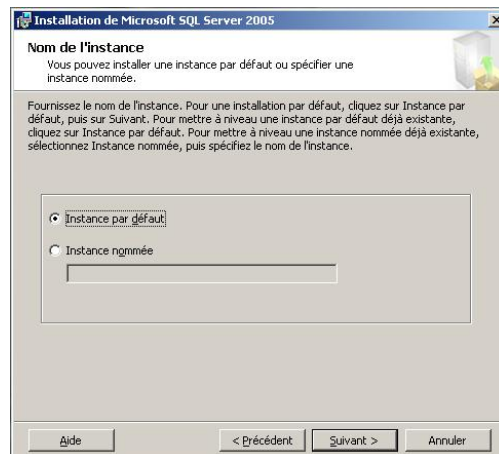 Installation de Microsoft SQL Server 2005
Nom de l'instance
Vous pouvez installer une instance par défaut ou spécifier une
instance nommée.
Fournissez le nom de l'instance. Pour une installation par défaut, cliquez sur Instance par
défaut, puis sur Suivant. Pour mettre à niveau une instance par défaut déjà existante,
cliquez sur Instance par défaut. Pour mettre à niveau une instance nommée déjà existante,
sélectionnez Instance nommée, puis spécifiez le nom de l'instance.
Instance par défaut
Instance nommée
Aide
< Précédent
Suivant >
Annuler